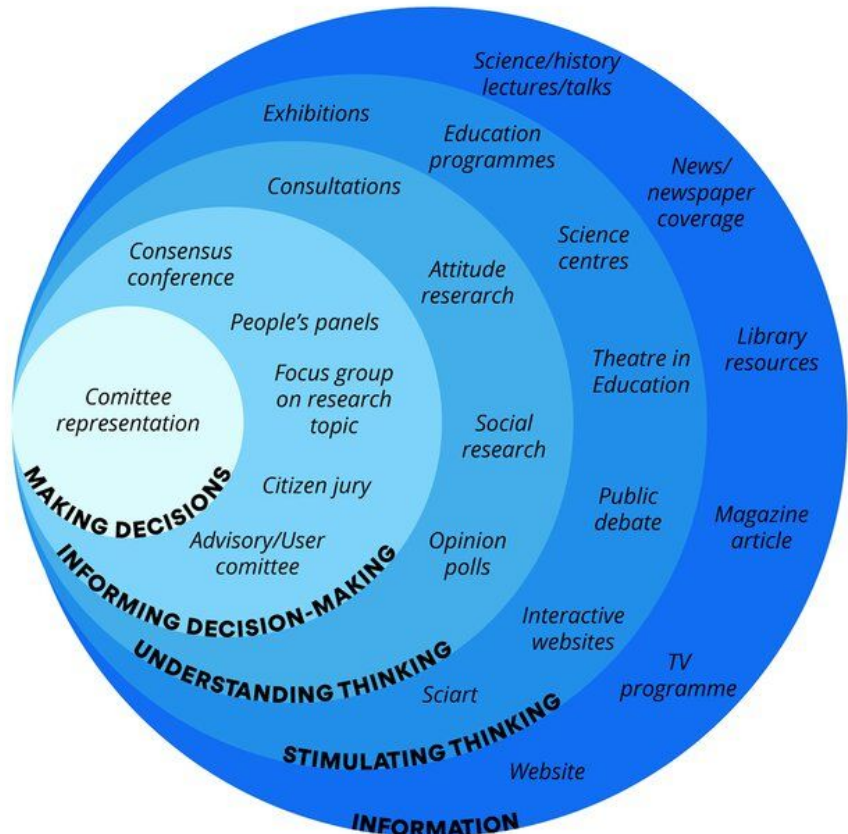 Science/history
lectures/talks
Exhibitions
Education
programmes
News/
newspaper
coverage
Consultations
Science
centres
Consensus
conference
Attitude
reserarch
People's panels
Library
resources
Theatre in
Education
Focus group
on research
topic
Comittee
representation
Social
research
Citizen jury
Public
debate
Magazine
article
MAKING DECISIONS
Advisory/User
comittee
Opinion
polls
INFORMING DECISION-MAKING
Interactive
websites
UNDERSTANDING THINKING
TV
programme
Sciart
STIMULATING THINKING
Website
INFORMATION